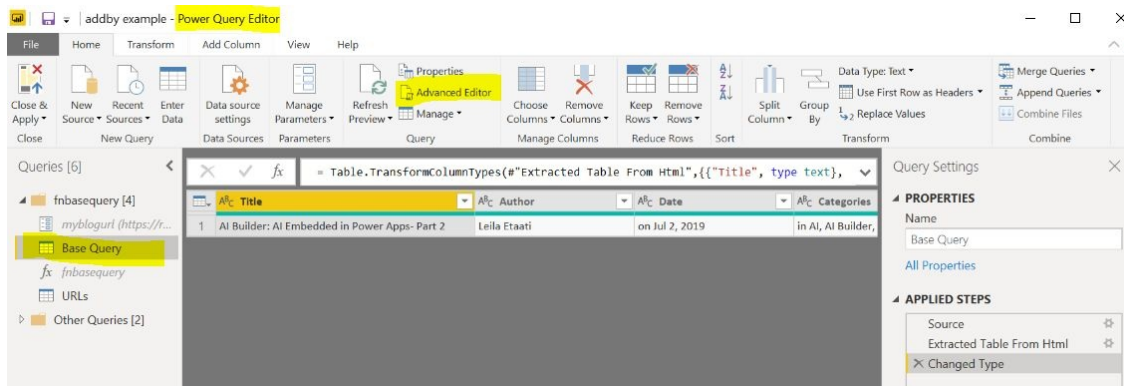 addby example - Power Query Editor
File Home Transform Add Column View Help
Close & Apply
New Source
Recent Sources
Enter Data
Data source settings
Manage Parameters
Refresh Preview
Properties
Advanced Editor
Manage
Choose Columns
Remove Columns
Keep Rows
Remove Rows
Split Column
Group By
Data Type: Text
Use First Row as Headers
Replace Values
Merge Queries
Append Queries
Combine Files
Close New Query Data Sources Parameters Query Manage Columns Reduce Rows Sort Transform Combine
Queries [6]
fnbasequery [4]
myblogurl (https://r...
Base Query
fx fnbasequery
URLs
Other Queries [2]
fx = Table.TransformColumnTypes(#"Extracted Table From Html",{{"Title", type text},
ABC Title ABC Author ABC Date ABC Categories
1 AI Builder: AI Embedded in Power Apps- Part 2 Leila Etaati on Jul 2, 2019 in AI, AI Builder,
Query Settings
PROPERTIES
Name
Base Query
All Properties
APPLIED STEPS
Source
Extracted Table From Html
Changed Type